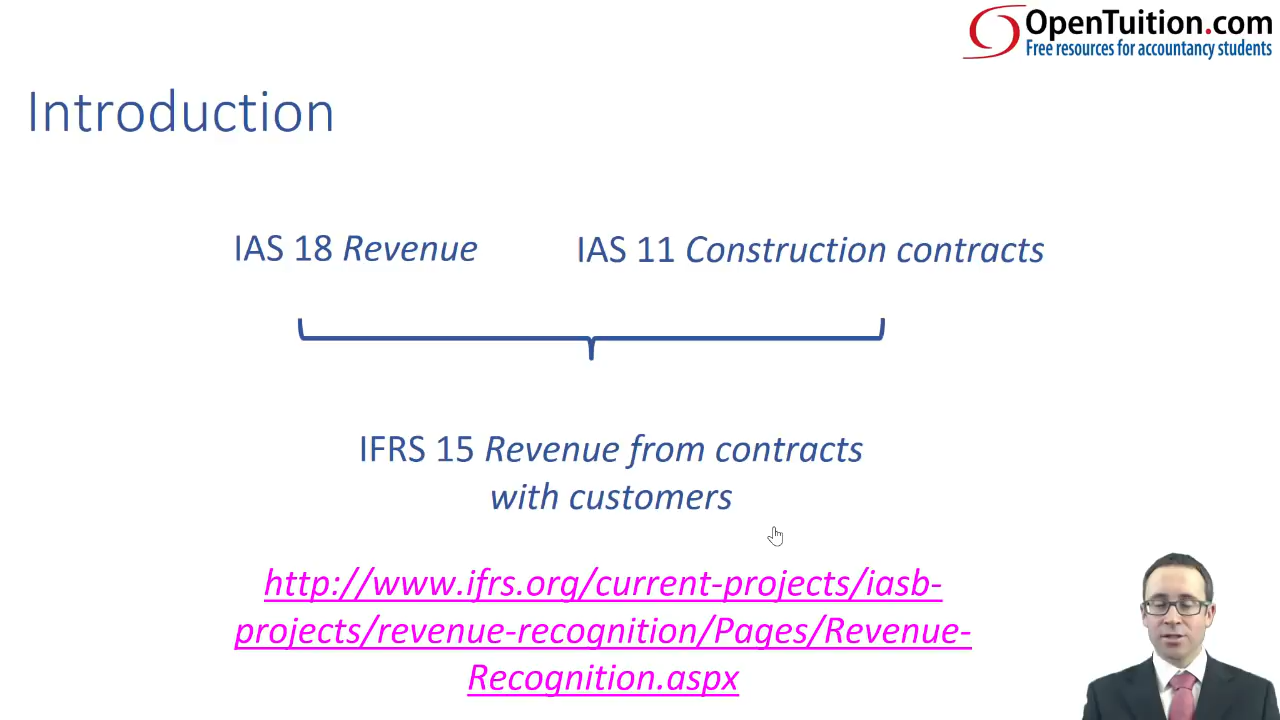 OpenTuition.com
Free resources for accountancy students
Introduction
IAS 18 Revenue
IAS 11 Construction contracts
IFRS 15 Revenue from contracts
with customers
http://www.ifrs.org/current-projects/iasb-
projects/revenue-recognition/Pages/Revenue-
Recognition.aspx